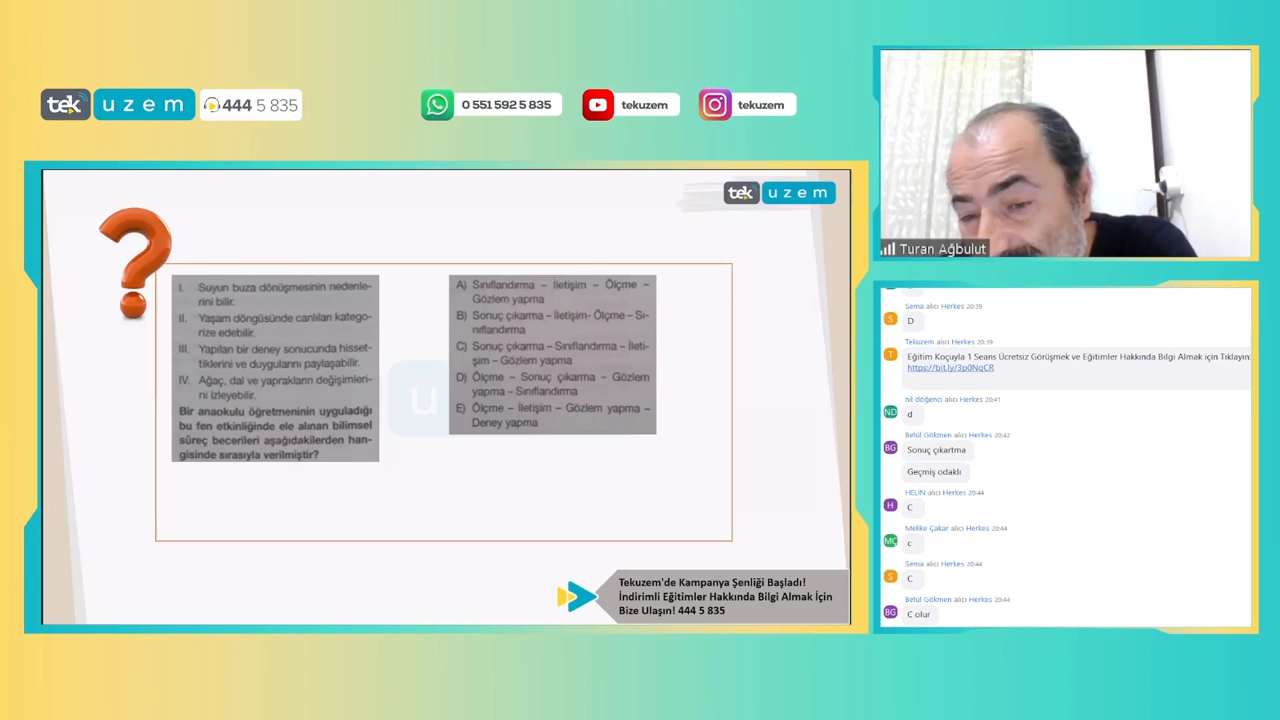 tek uzem 444 5 835
0 551 592 5 835
tekuzem
tekuzem
tek uzem
I. Suyun buza dönüşmesinin nedenle-
rini bilir.
II. Yaşam döngüsünde canlıları katego-
rize edebilir.
III. Yapılan bir deney sonucunda hisset-
tiklerini ve duygularını paylaşabilir.
IV. Ağaç, dal ve yaprakların değişimleri-
ni izleyebilir.
Bir anaokulu öğretmeninin uyguladığı
bu fen etkinliğinde ele alınan bilimsel
süreç becerileri aşağıdakilerden han-
gisinde sırasıyla verilmiştir?
A) Sınıflandırma – İletişim – Ölçme –
Gözlem yapma
B) Sonuç çıkarma – İletişim- Ölçme – Sı-
nıflandırma
C) Sonuç çıkarma – Sınıflandırma – İleti-
şim – Gözlem yapma
D) Ölçme – Sonuç çıkarma – Gözlem
yapma – Sınıflandırma
E) Ölçme – İletişim – Gözlem yapma –
Deney yapma
u
Tekuzem'de Kampanya Şenliği Başladı!
İndirimli Eğitimler Hakkında Bilgi Almak İçin
Bize Ulaşın! 444 5 835
Turan Ağbulut
Sema alıcı Herkes 20:39
S D
Tekuzem alıcı Herkes 20:39
T Eğitim Koçuyla 1 Seans Ücretsiz Görüşmek ve Eğitimler Hakkında Bilgi Almak için Tıklayın:
https://bit.ly/3p0NqCR
nil döğenci alıcı Herkes 20:41
ND d
Betül Gökmen alıcı Herkes 20:42
BG Sonuç çıkartma
Geçmiş odaklı
HELİN alıcı Herkes 20:44
H C
Melike Çakar alıcı Herkes 20:44
MÇ c
Sema alıcı Herkes 20:44
S C
Betül Gökmen alıcı Herkes 20:44
BG C olur